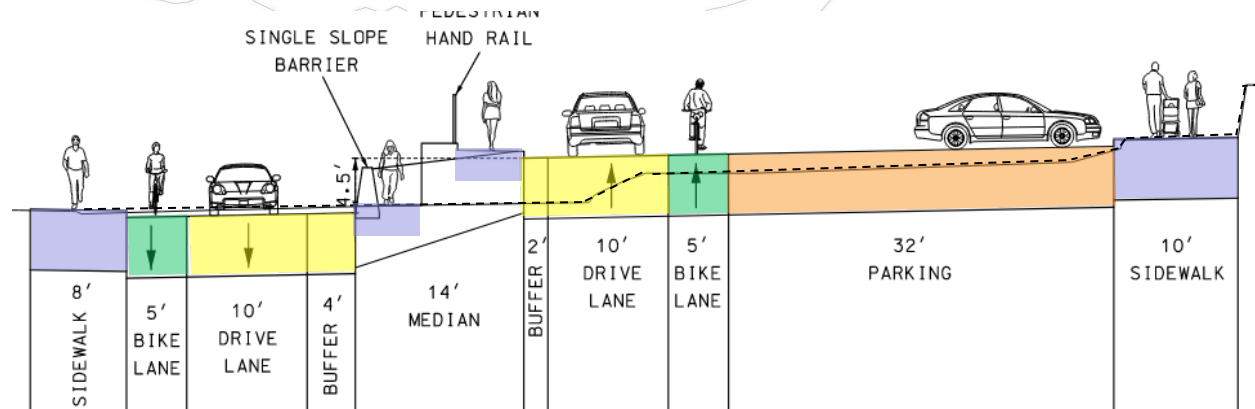 PEDESTRIAN
HAND RAIL
SINGLE SLOPE
BARRIER
4.5'
SIDEWALK 8'
5'
BIKE
LANE
10'
DRIVE
LANE
BUFFER 4'
14'
MEDIAN
BUFFER 2'
10'
DRIVE
LANE
5'
BIKE
LANE
32'
PARKING
10'
SIDEWALK